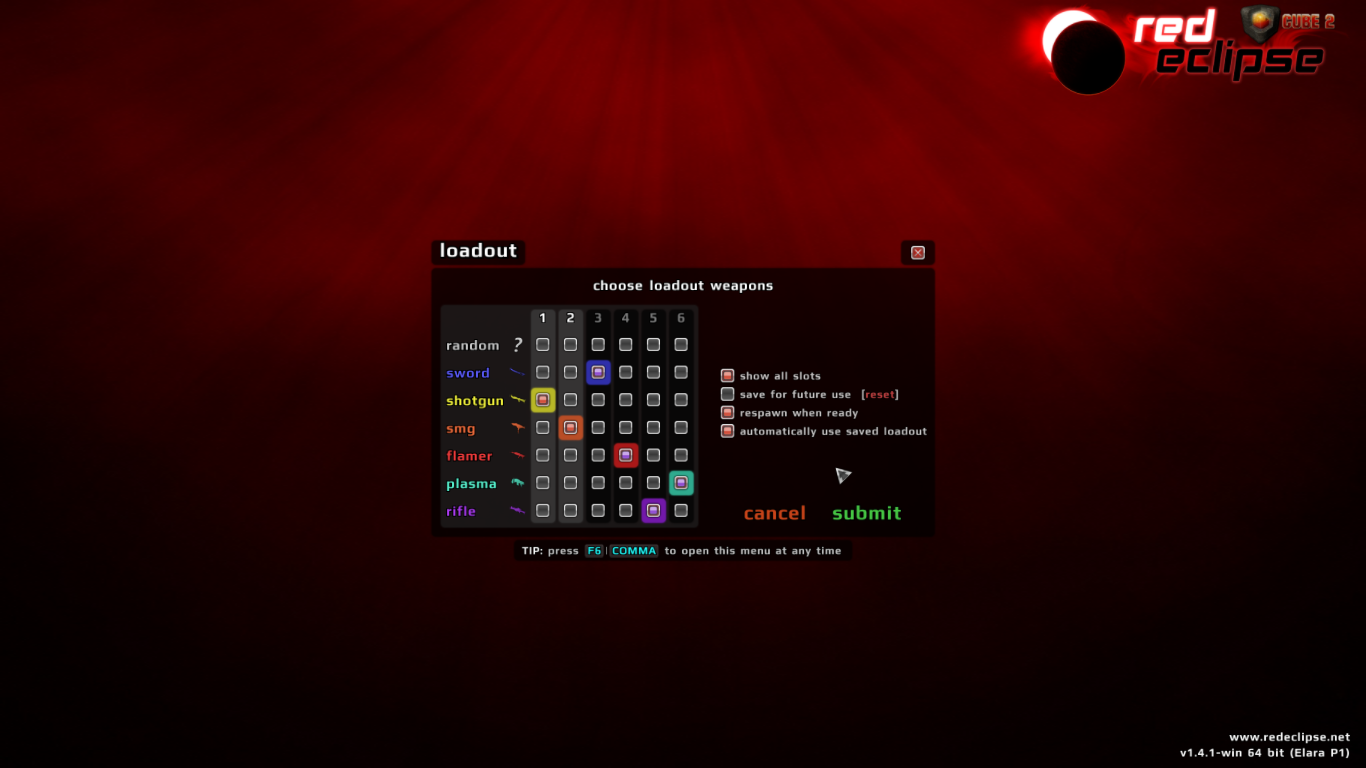 red
eclipse
CUBE 2
loadout
choose loadout weapons
1 2 3 4 5 6
random ?
sword
shotgun
smg
flamer
plasma
rifle
show all slots
save for future use [reset]
respawn when ready
automatically use saved loadout
cancel submit
TIP: press F6 | COMMA to open this menu at any time
www.redeclipse.net
v1.4.1-win 64 bit (Elara P1)